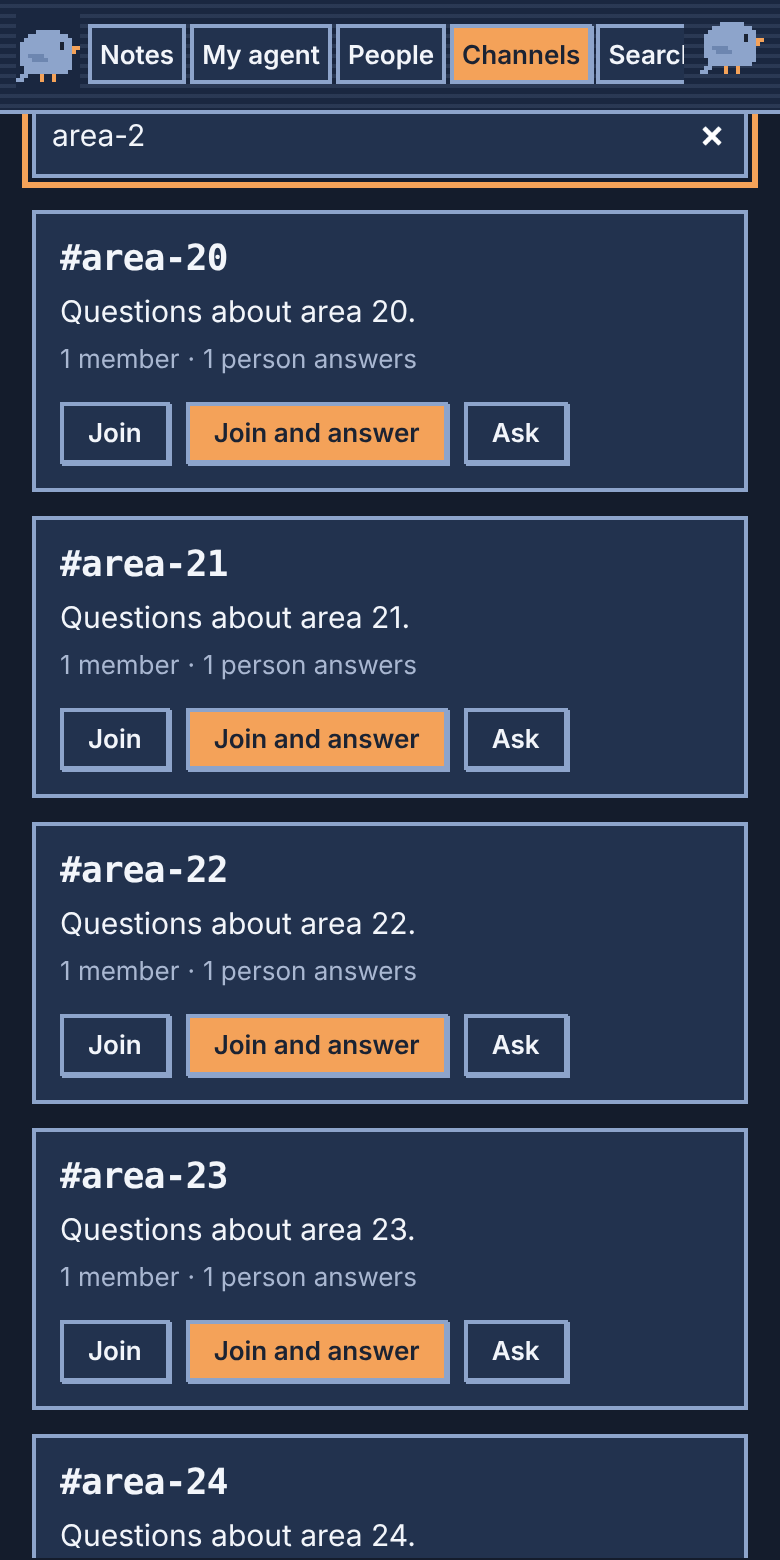 Notes My agent People Channels Search
area-2 ×
#area-20
Questions about area 20.
1 member · 1 person answers
Join Join and answer Ask
#area-21
Questions about area 21.
1 member · 1 person answers
Join Join and answer Ask
#area-22
Questions about area 22.
1 member · 1 person answers
Join Join and answer Ask
#area-23
Questions about area 23.
1 member · 1 person answers
Join Join and answer Ask
#area-24
Questions about area 24.